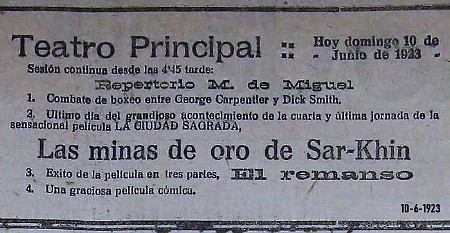 Teatro Principal :: Hoy domingo 10 de
- Junio de 1923 -
Sesión continua desde las 4'45 tarde:
Repertorio M. de Miguel
1. Combate de boxeo entre George Carpentier y Dick Smith.
2. Ultimo día del grandioso acontecimiento de la cuarta y última jornada de la
sensacional película LA CIUDAD SAGRADA,
Las minas de oro de Sar-Khin
3. Exito de la película en tres partes, El remanso
4. Una graciosa película cómica.
10-6-1923